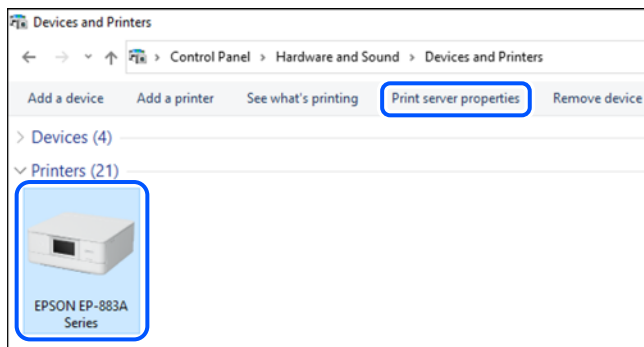 Devices and Printers
Control Panel > Hardware and Sound > Devices and Printers
Add a device Add a printer See what's printing Print server properties Remove device
Devices (4)
Printers (21)
EPSON EP-883A
Series